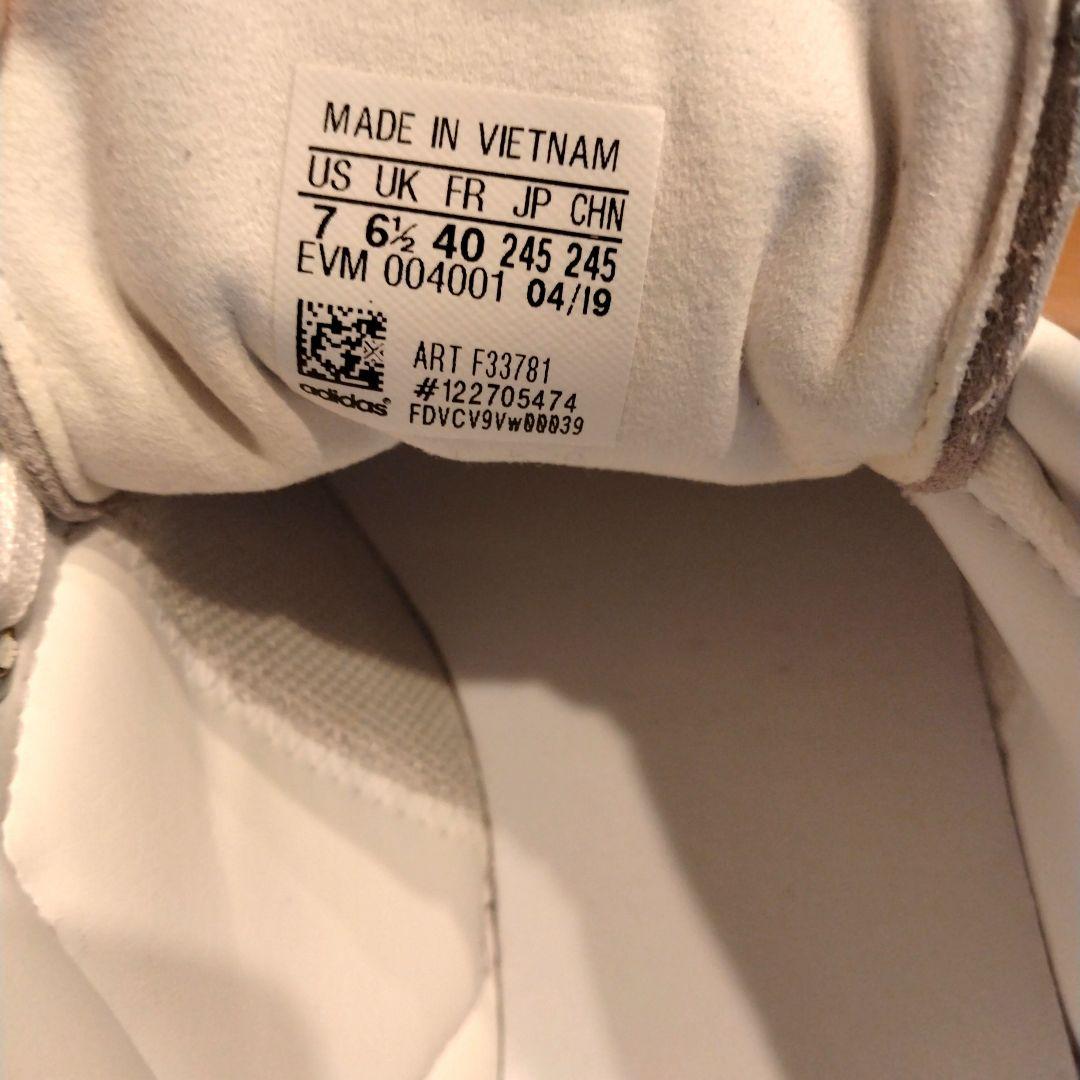 MADE IN VIETNAM
US UK FR JP CHN
7 6½ 40 245 245
EVM 004001 04/19
ART F33781
#122705474
adidas
FDVCV9Vw00039